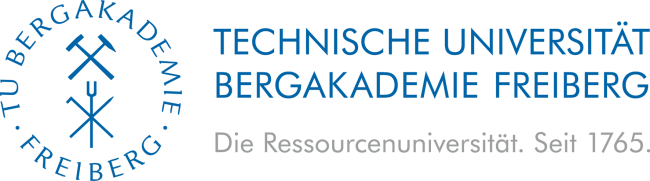 TU BERGAKADEMIE
· FREIBERG ·
TECHNISCHE UNIVERSITÄT
BERGAKADEMIE FREIBERG
Die Ressourcenuniversität. Seit 1765.